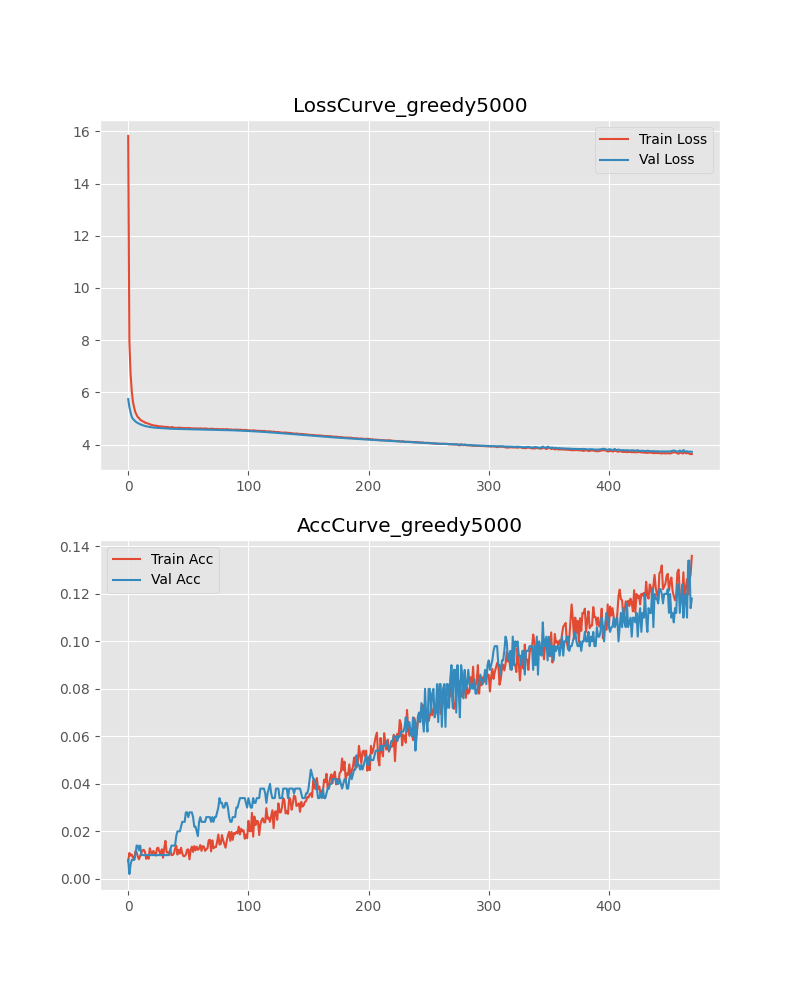 LossCurve_greedy5000
16
14
12
10
8
6
4
Train Loss
Val Loss
0 100 200 300 400
AccCurve_greedy5000
0.14
0.12
0.10
0.08
0.06
0.04
0.02
0.00
Train Acc
Val Acc
0 100 200 300 400